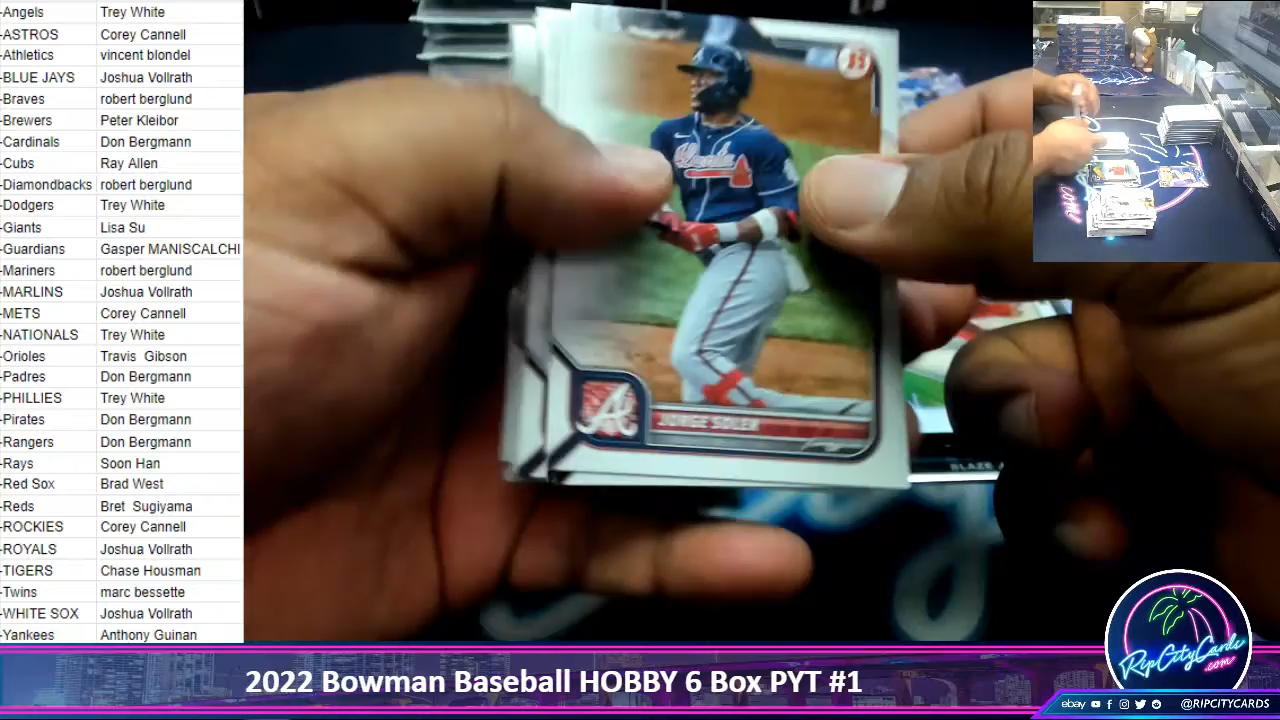 -Angels Trey White
-ASTROS Corey Cannell
-Athletics vincent blondel
-BLUE JAYS Joshua Vollrath
-Braves robert berglund
-Brewers Peter Kleibor
-Cardinals Don Bergmann
-Cubs Ray Allen
-Diamondbacks robert berglund
-Dodgers Trey White
-Giants Lisa Su
-Guardians Gasper MANISCALCHI
-Mariners robert berglund
-MARLINS Joshua Vollrath
-METS Corey Cannell
-NATIONALS Trey White
-Orioles Travis Gibson
-Padres Don Bergmann
-PHILLIES Trey White
-Pirates Don Bergmann
-Rangers Don Bergmann
-Rays Soon Han
-Red Sox Brad West
-Reds Bret Sugiyama
-ROCKIES Corey Cannell
-ROYALS Joshua Vollrath
-TIGERS Chase Housman
-Twins marc bessette
-WHITE SOX Joshua Vollrath
-Yankees Anthony Guinan
JORGE SOLER
BLAZE
RipCityCards
.com
2022 Bowman Baseball HOBBY 6 Box PYT #1
ebay @RIPCITYCARDS